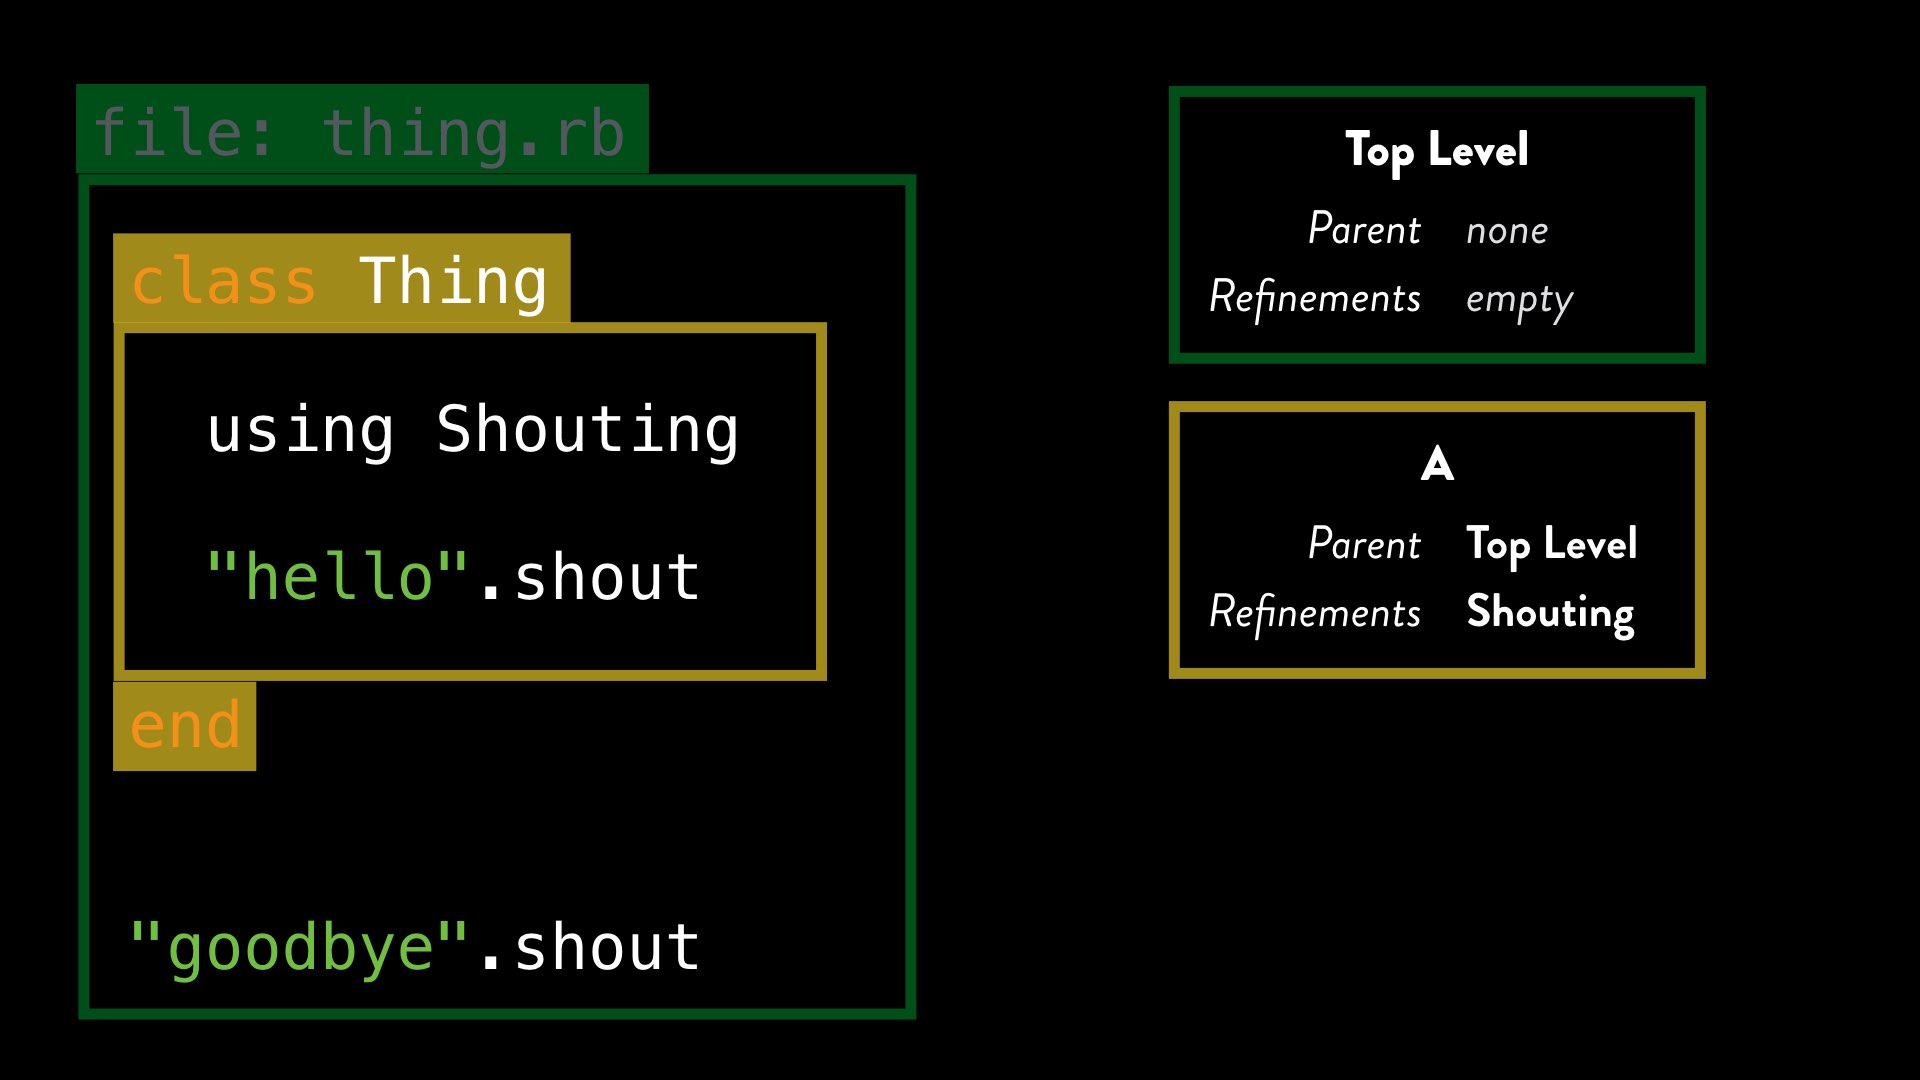 file: thing.rb
class Thing
using Shouting
"hello".shout
end
"goodbye".shout
Top Level
Parent none
Refinements empty
A
Parent Top Level
Refinements Shouting